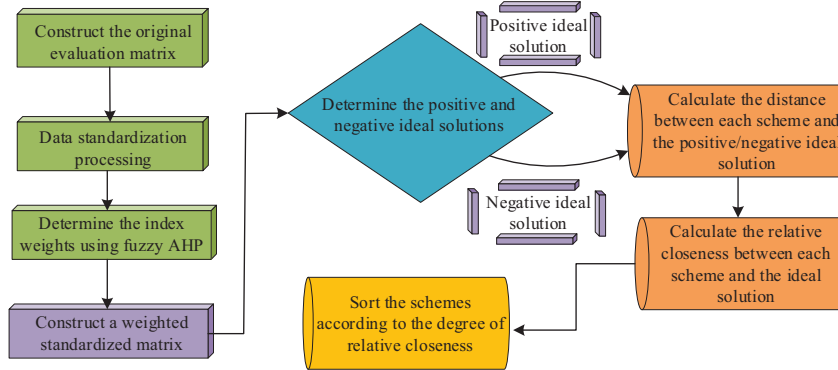 Construct the original
evaluation matrix
Data standardization
processing
Determine the index
weights using fuzzy AHP
Construct a weighted
standardized matrix
Determine the positive and
negative ideal solutions
Positive ideal
solution
Negative ideal
solution
Calculate the distance
between each scheme and
the positive/negative ideal
solution
Calculate the relative
closeness between each
scheme and the ideal
solution
Sort the schemes
according to the degree of
relative closeness